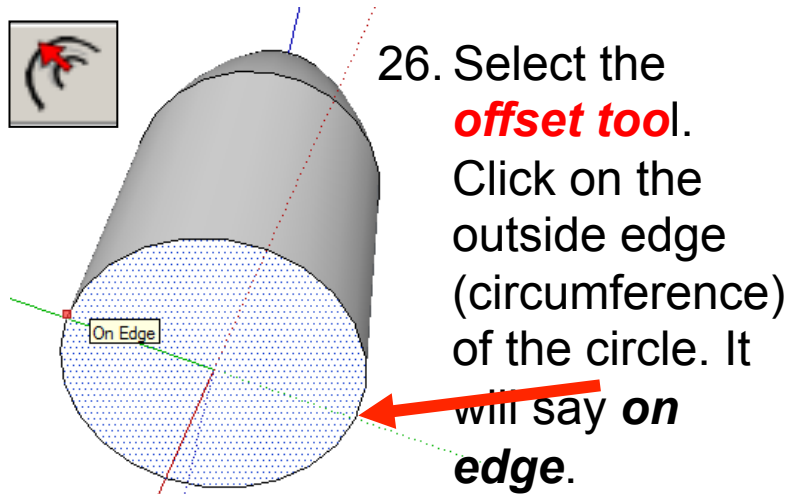 26. Select the
offset tool.
Click on the
outside edge
(circumference)
of the circle. It
will say on
edge.
On Edge